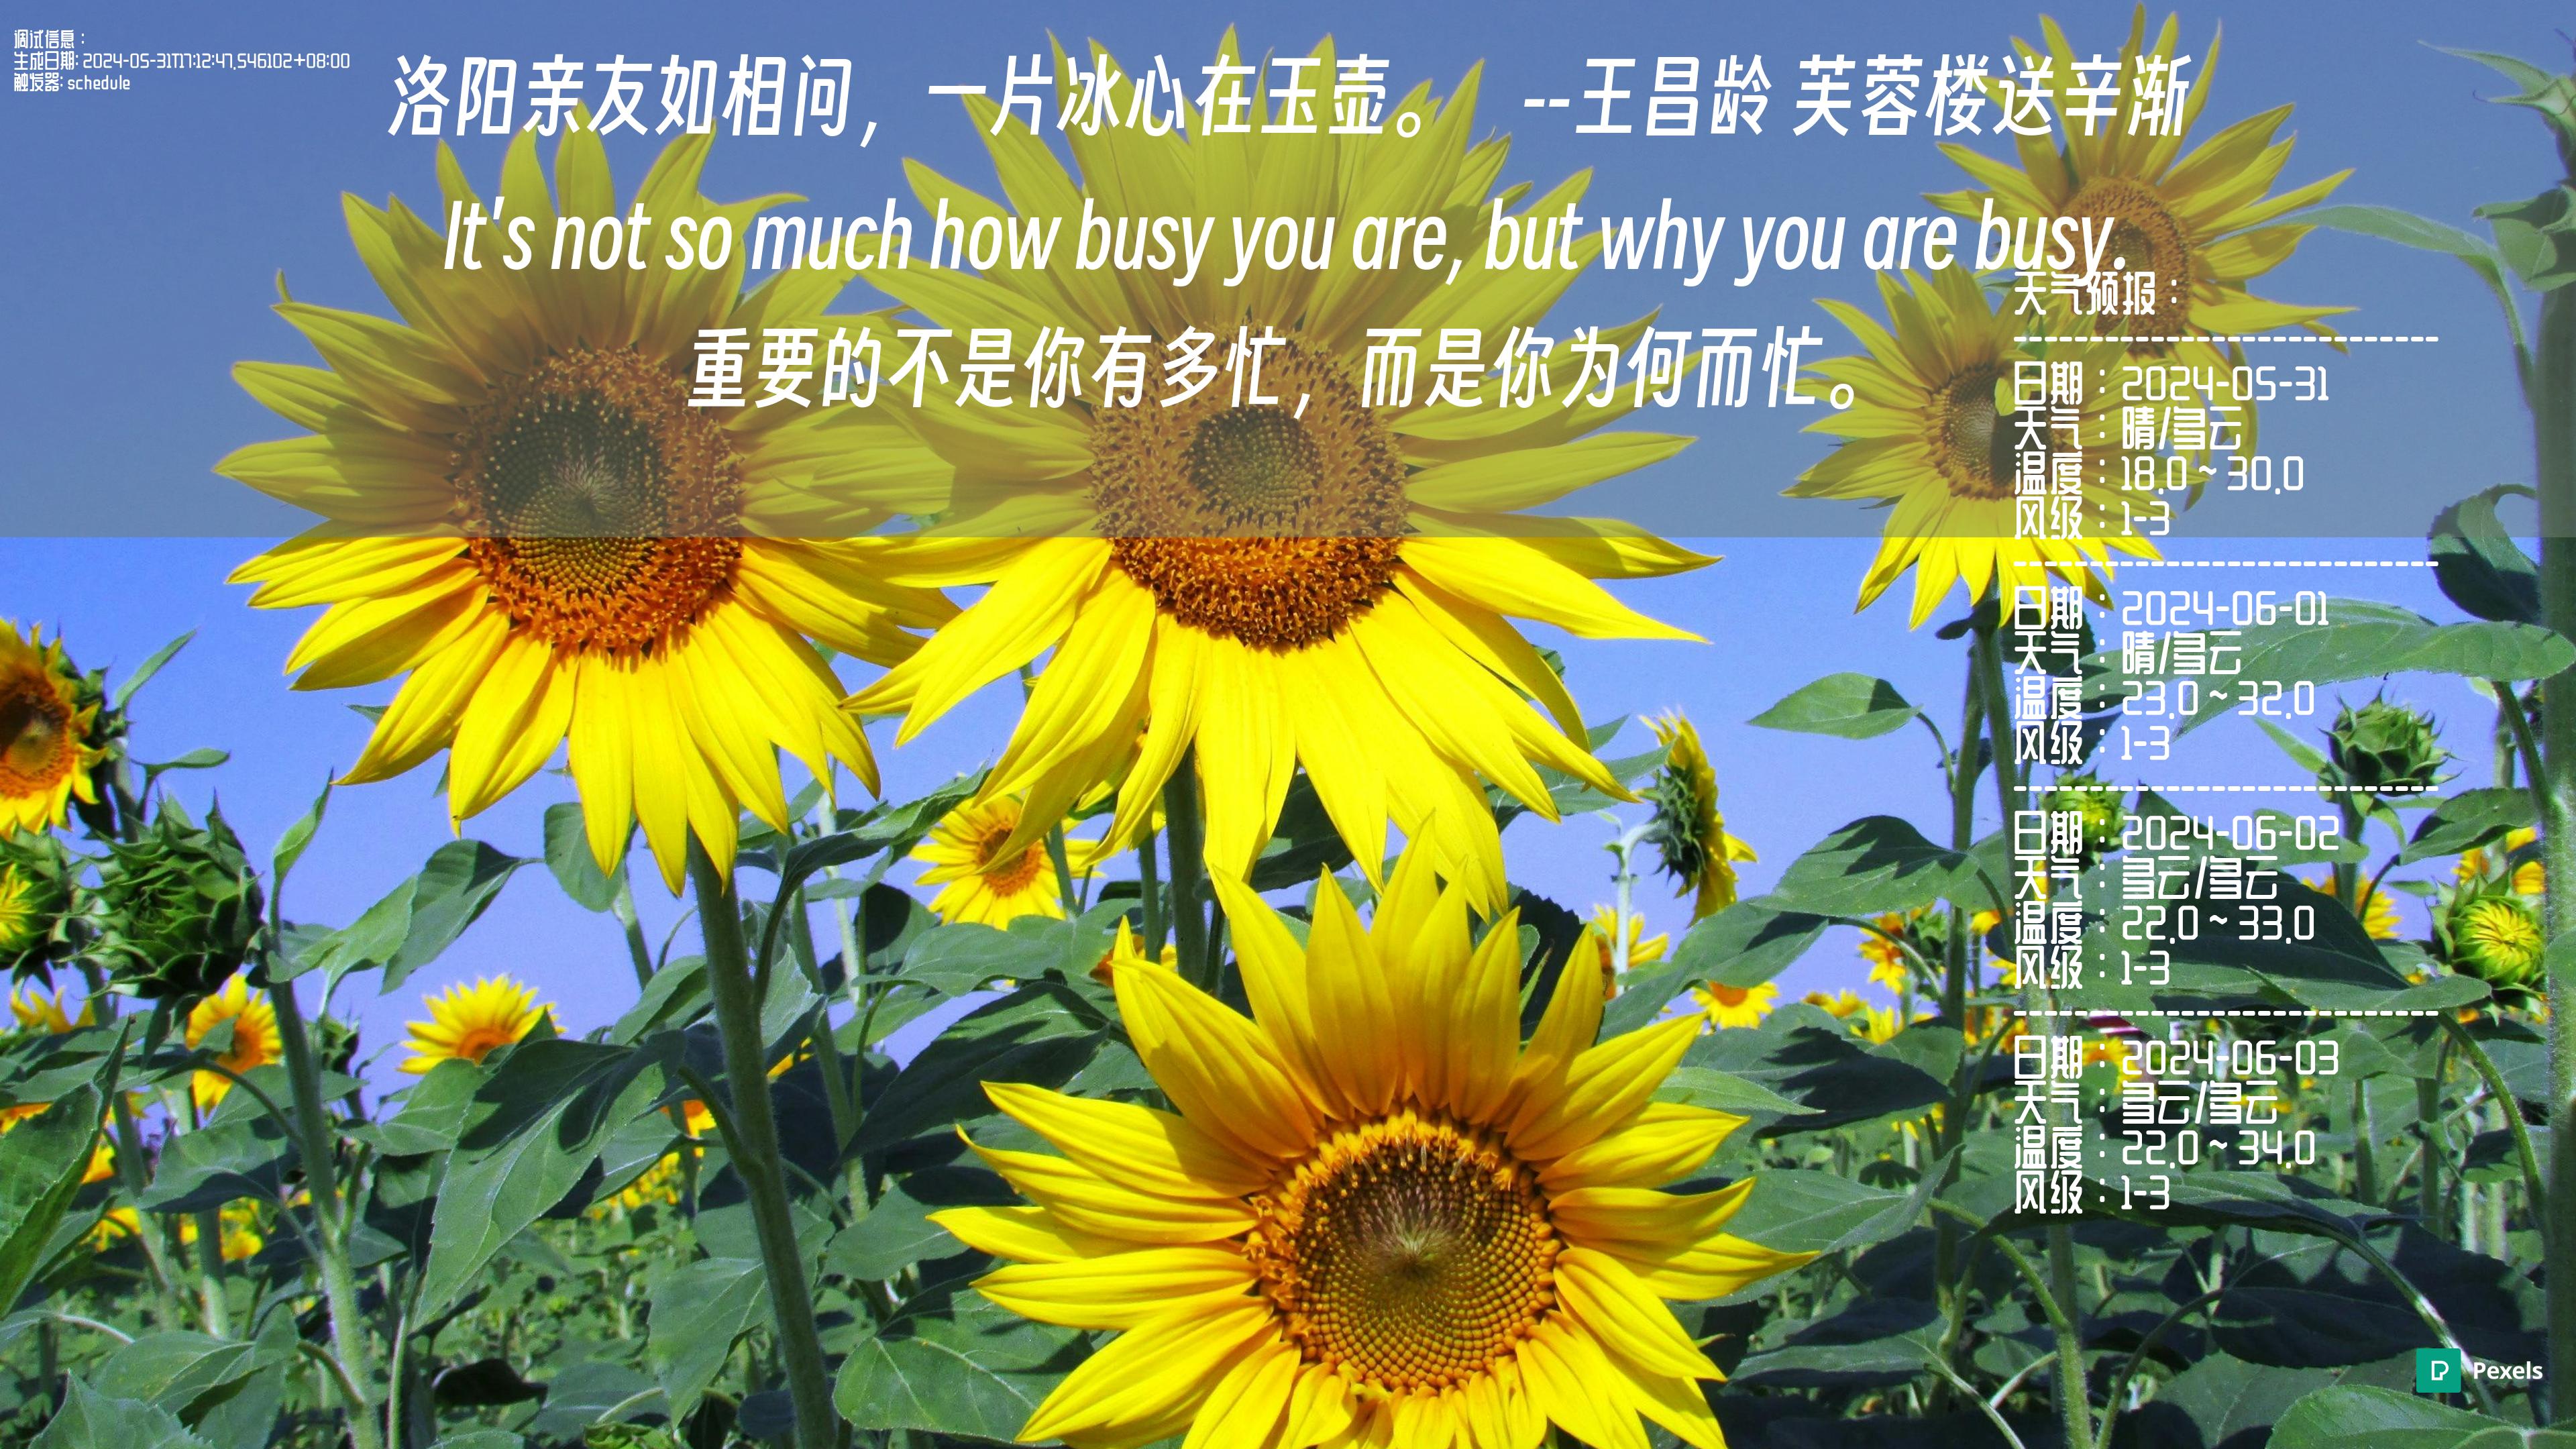 调试信息：
生成日期: 2024-05-31T17:12:47.546102+08:00
触发器: schedule
洛阳亲友如相问，一片冰心在玉壶。 --王昌龄 芙蓉楼送辛渐
It's not so much how busy you are, but why you are busy.
重要的不是你有多忙，而是你为何而忙。
天气预报：
------------------------------
日期：2024-05-31
天气：晴/多云
温度：18.0 ~ 30.0
风级：1-3
------------------------------
日期：2024-06-01
天气：晴/多云
温度：23.0 ~ 32.0
风级：1-3
------------------------------
日期：2024-06-02
天气：多云/多云
温度：22.0 ~ 33.0
风级：1-3
------------------------------
日期：2024-06-03
天气：多云/多云
温度：22.0 ~ 34.0
风级：1-3
Pexels